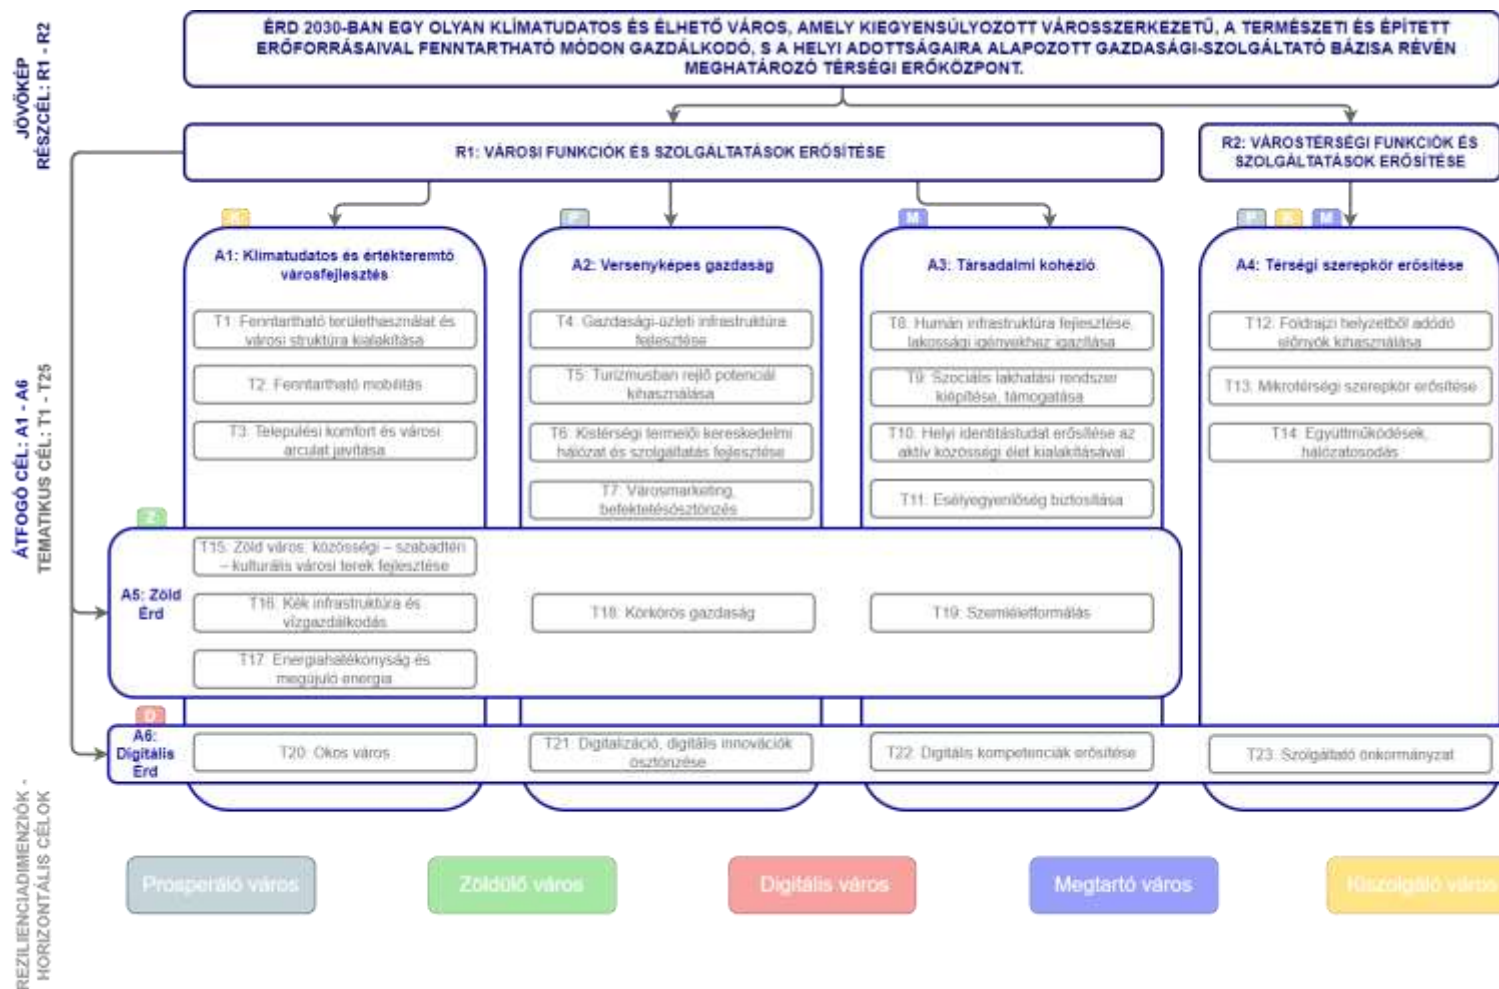 ÉRD 2030-BAN EGY OLYAN KLÍMATUDATOS ÉS ÉLHETŐ VÁROS, AMELY KIEGYENSÚLYOZOTT VÁROSSZERKEZETŰ, A TERMÉSZETI ÉS ÉPÍTETT
ERŐFORRÁSAIVAL FENNTARTHATÓ MÓDON GAZDÁLKODÓ, S A HELYI ADOTTSÁGAIRA ALAPOZOTT GAZDASÁGI-SZOLGÁLTATÓ BÁZISA RÉVÉN
MEGHATÁROZÓ TÉRSÉGI ERŐKÖZPONT.
JÖVŐKÉP
RÉSZCÉL: R1 - R2
R1: VÁROSI FUNKCIÓK ÉS SZOLGÁLTATÁSOK ERŐSÍTÉSE
R2: VÁROSTÉRSÉGI FUNKCIÓK ÉS
SZOLGÁLTATÁSOK ERŐSÍTÉSE
K
P
M
P
K
M
ÁTFOGÓ CÉL: A1 - A6
TEMATIKUS CÉL: T1 - T25
A1: Klímatudatos és értékteremtő
városfejlesztés
T1: Fenntartható területhasználat és
városi struktúra kialakítása
T2: Fenntartható mobilitás
T3: Települési komfort és városi
arculat javítása
A2: Versenyképes gazdaság
T4: Gazdasági-üzleti infrastruktúra
fejlesztése
T5: Turizmusban rejlő potenciál
kihasználása
T6: Kistérségi termelői kereskedelmi
hálózat és szolgáltatás fejlesztése
T7: Városmarketing,
befektetésösztönzés
A3: Társadalmi kohézió
T8: Humán infrastruktúra fejlesztése,
lakossági igényekhez igazítása
T9: Szociális lakhatási rendszer
kiépítése, támogatása
T10: Helyi identitástudat erősítése az
aktív közösségi élet kialakításával
T11: Esélyegyenlőség biztosítása
A4: Térségi szerepkör erősítése
T12: Földrajzi helyzetből adódó
előnyök kihasználása
T13: Mikrotérségi szerepkör erősítése
T14: Együttműködések,
hálózatosodás
Z
A5: Zöld
Érd
T15: Zöld város, közösségi – szabadtéri
– kulturális városi terek fejlesztése
T16: Kék infrastruktúra és
vízgazdálkodás
T17: Energiahatékonyság és
megújuló energia
T18: Körkörös gazdaság
T19: Szemléletformálás
D
A6:
Digitális
Érd
T20: Okos város
T21: Digitalizáció, digitális innovációk
ösztönzése
T22: Digitális kompetenciák erősítése
T23: Szolgáltató önkormányzat
REZILIENCIADIMENZIÓK -
HORIZONTÁLIS CÉLOK
Prosperáló város
Zöldülő város
Digitális város
Megtartó város
Kiszolgáló város